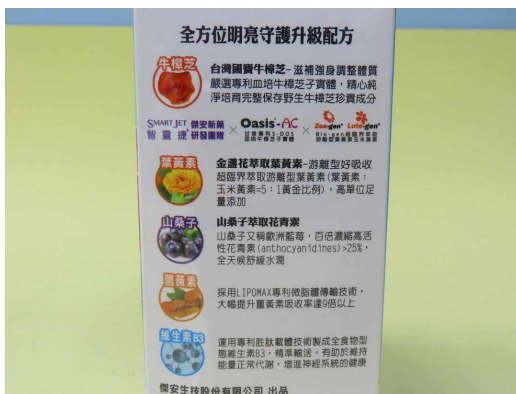 全方位明亮守護升級配方
牛樟芝
台灣國寶牛樟芝-滋補強身調整體質
嚴選專利皿培牛樟芝子實體，精心純
淨培育完整保存野生牛樟芝珍貴成分
SMART JET 傑安新藥 × Oasis-AC × Zea-gen Lute-gen
智靈捷 研發團隊
葉黃素
金盞花萃取葉黃素-游離型好吸收
超臨界萃取游離型葉黃素(葉黃素：
玉米黃素=5：1黃金比例)，高單位足
量添加
山桑子
山桑子萃取花青素
山桑子又稱歐洲藍莓，百倍濃縮高活
性花青素(anthocyanidines)>25%，
全天候舒緩水潤
薑黃素
採用LIPOMAX專利微脂體傳輸技術，
大幅提升薑黃素吸收率達9倍以上
維生素B3
運用專利胜肽載體技術製成全食物型
態維生素B3，精準輸送。有助於維持
能量正常代謝，增進神經系統的健康
傑安生技股份有限公司 出品